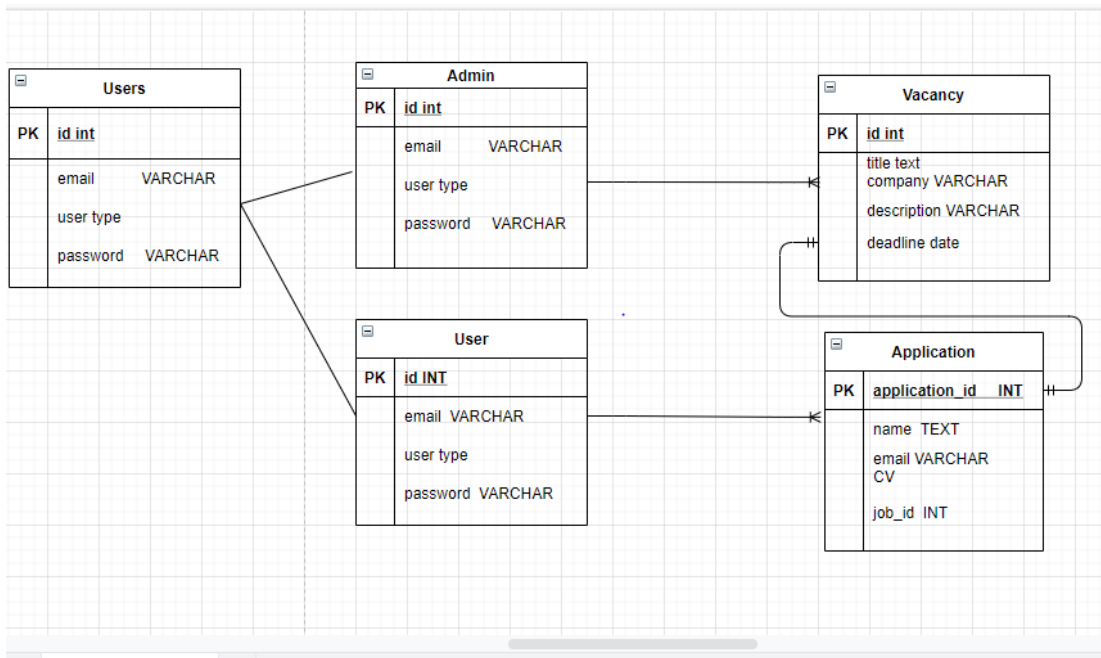 Users
PK id int
email VARCHAR
user type
password VARCHAR
Admin
PK id int
email VARCHAR
user type
password VARCHAR
User
PK id INT
email VARCHAR
user type
password VARCHAR
Vacancy
PK id int
title text
company VARCHAR
description VARCHAR
deadline date
Application
PK application_id INT
name TEXT
email VARCHAR
CV
job_id INT